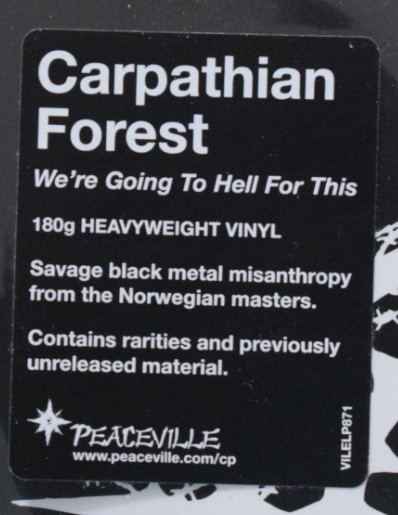 Carpathian
Forest
We're Going To Hell For This
180g HEAVYWEIGHT VINYL
Savage black metal misanthropy
from the Norwegian masters.
Contains rarities and previously
unreleased material.
PEACEVILLE
www.peaceville.com/cp
VILELP871